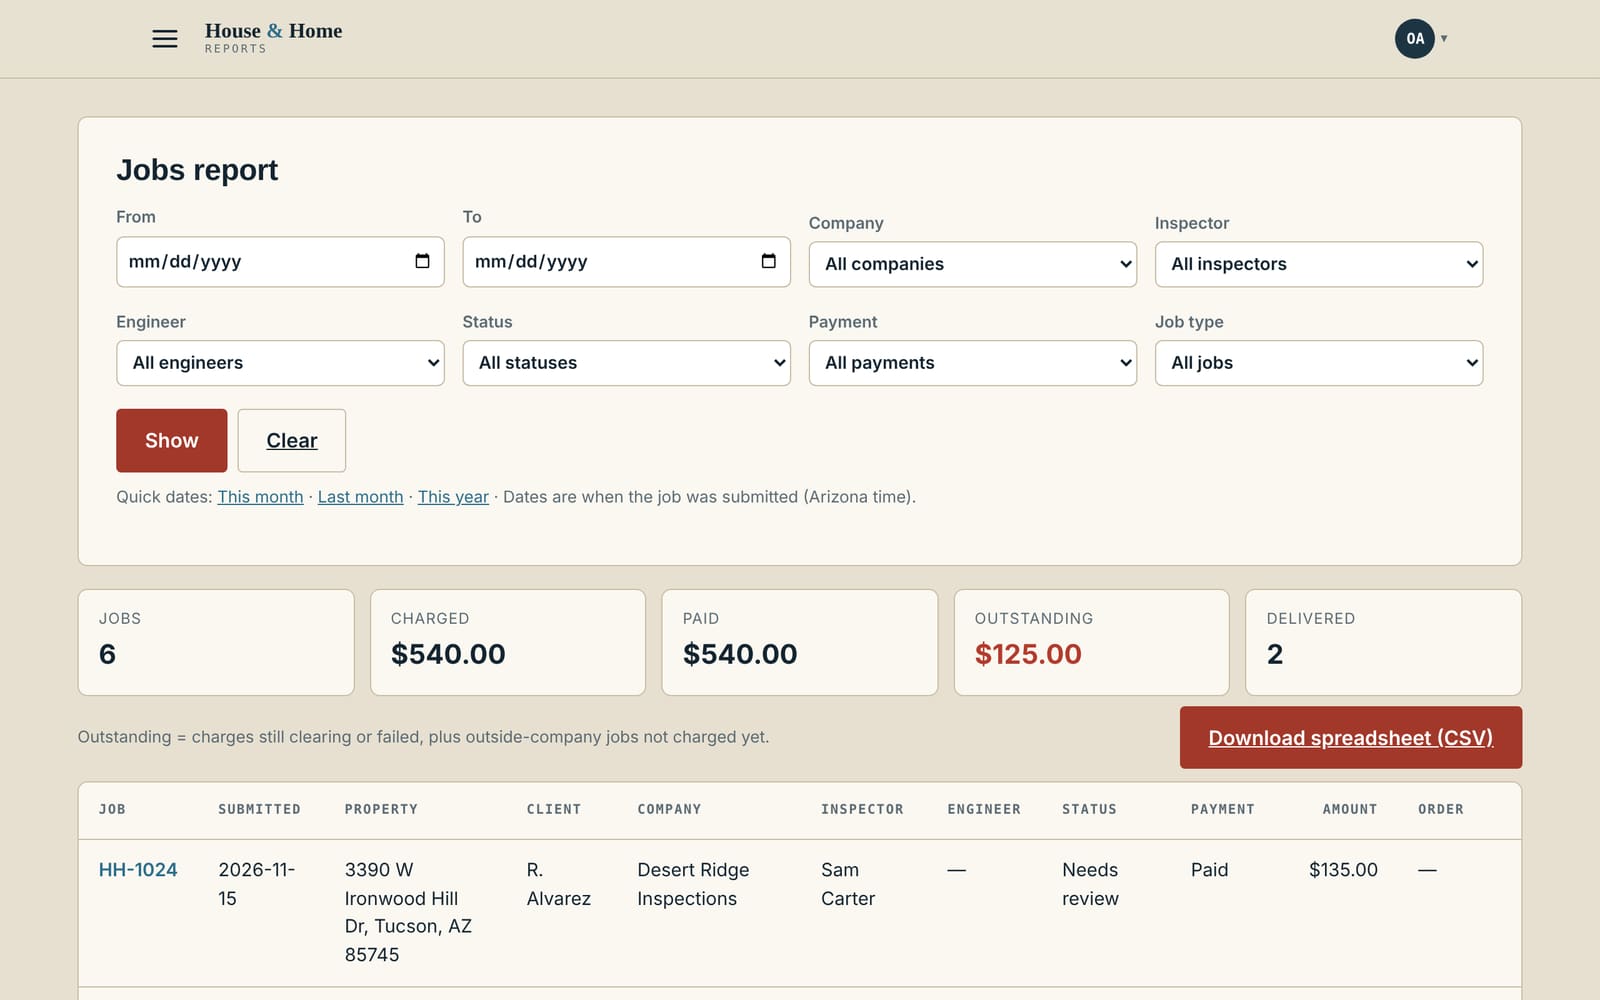 House & Home
REPORTS
OA ▾
Jobs report
From
To
Company
Inspector
mm/dd/yyyy
mm/dd/yyyy
All companies
All inspectors
Engineer
Status
Payment
Job type
All engineers
All statuses
All payments
All jobs
Show
Clear
Quick dates: This month · Last month · This year · Dates are when the job was submitted (Arizona time).
JOBS
6
CHARGED
$540.00
PAID
$540.00
OUTSTANDING
$125.00
DELIVERED
2
Outstanding = charges still clearing or failed, plus outside-company jobs not charged yet.
Download spreadsheet (CSV)
JOB SUBMITTED PROPERTY CLIENT COMPANY INSPECTOR ENGINEER STATUS PAYMENT AMOUNT ORDER
HH-1024
2026-11-
15
3390 W
Ironwood Hill
Dr, Tucson, AZ
85745
R.
Alvarez
Desert Ridge
Inspections
Sam
Carter
—
Needs
review
Paid
$135.00
—